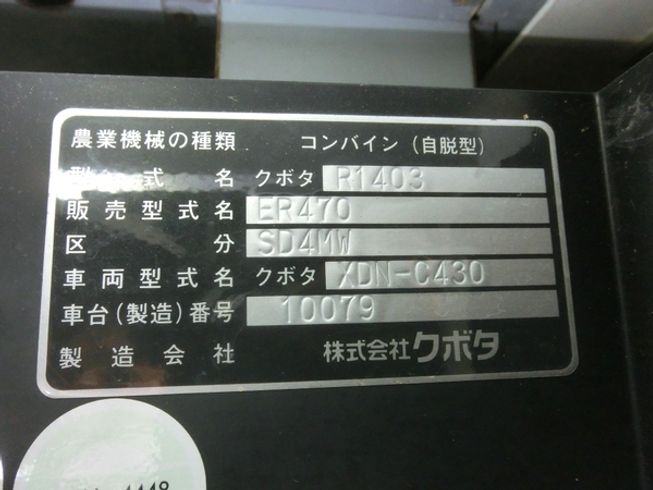 農業機械の種類 コンバイン (自脱型)
型式名 クボタ R1403
販売型式名 ER470
区分 SD4MW
車両型式名 クボタ XDN-C430
車台(製造)番号 10079
製造会社 株式会社クボタ